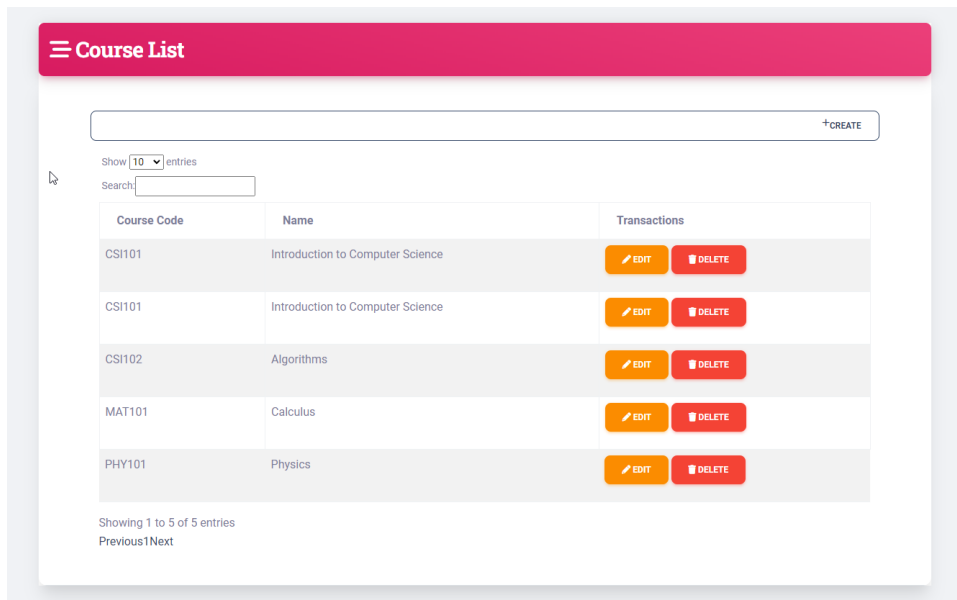 Course List
+CREATE
Show 10 entries
Search:
Course Code Name Transactions
CSI101 Introduction to Computer Science EDIT DELETE
CSI101 Introduction to Computer Science EDIT DELETE
CSI102 Algorithms EDIT DELETE
MAT101 Calculus EDIT DELETE
PHY101 Physics EDIT DELETE
Showing 1 to 5 of 5 entries
Previous1Next